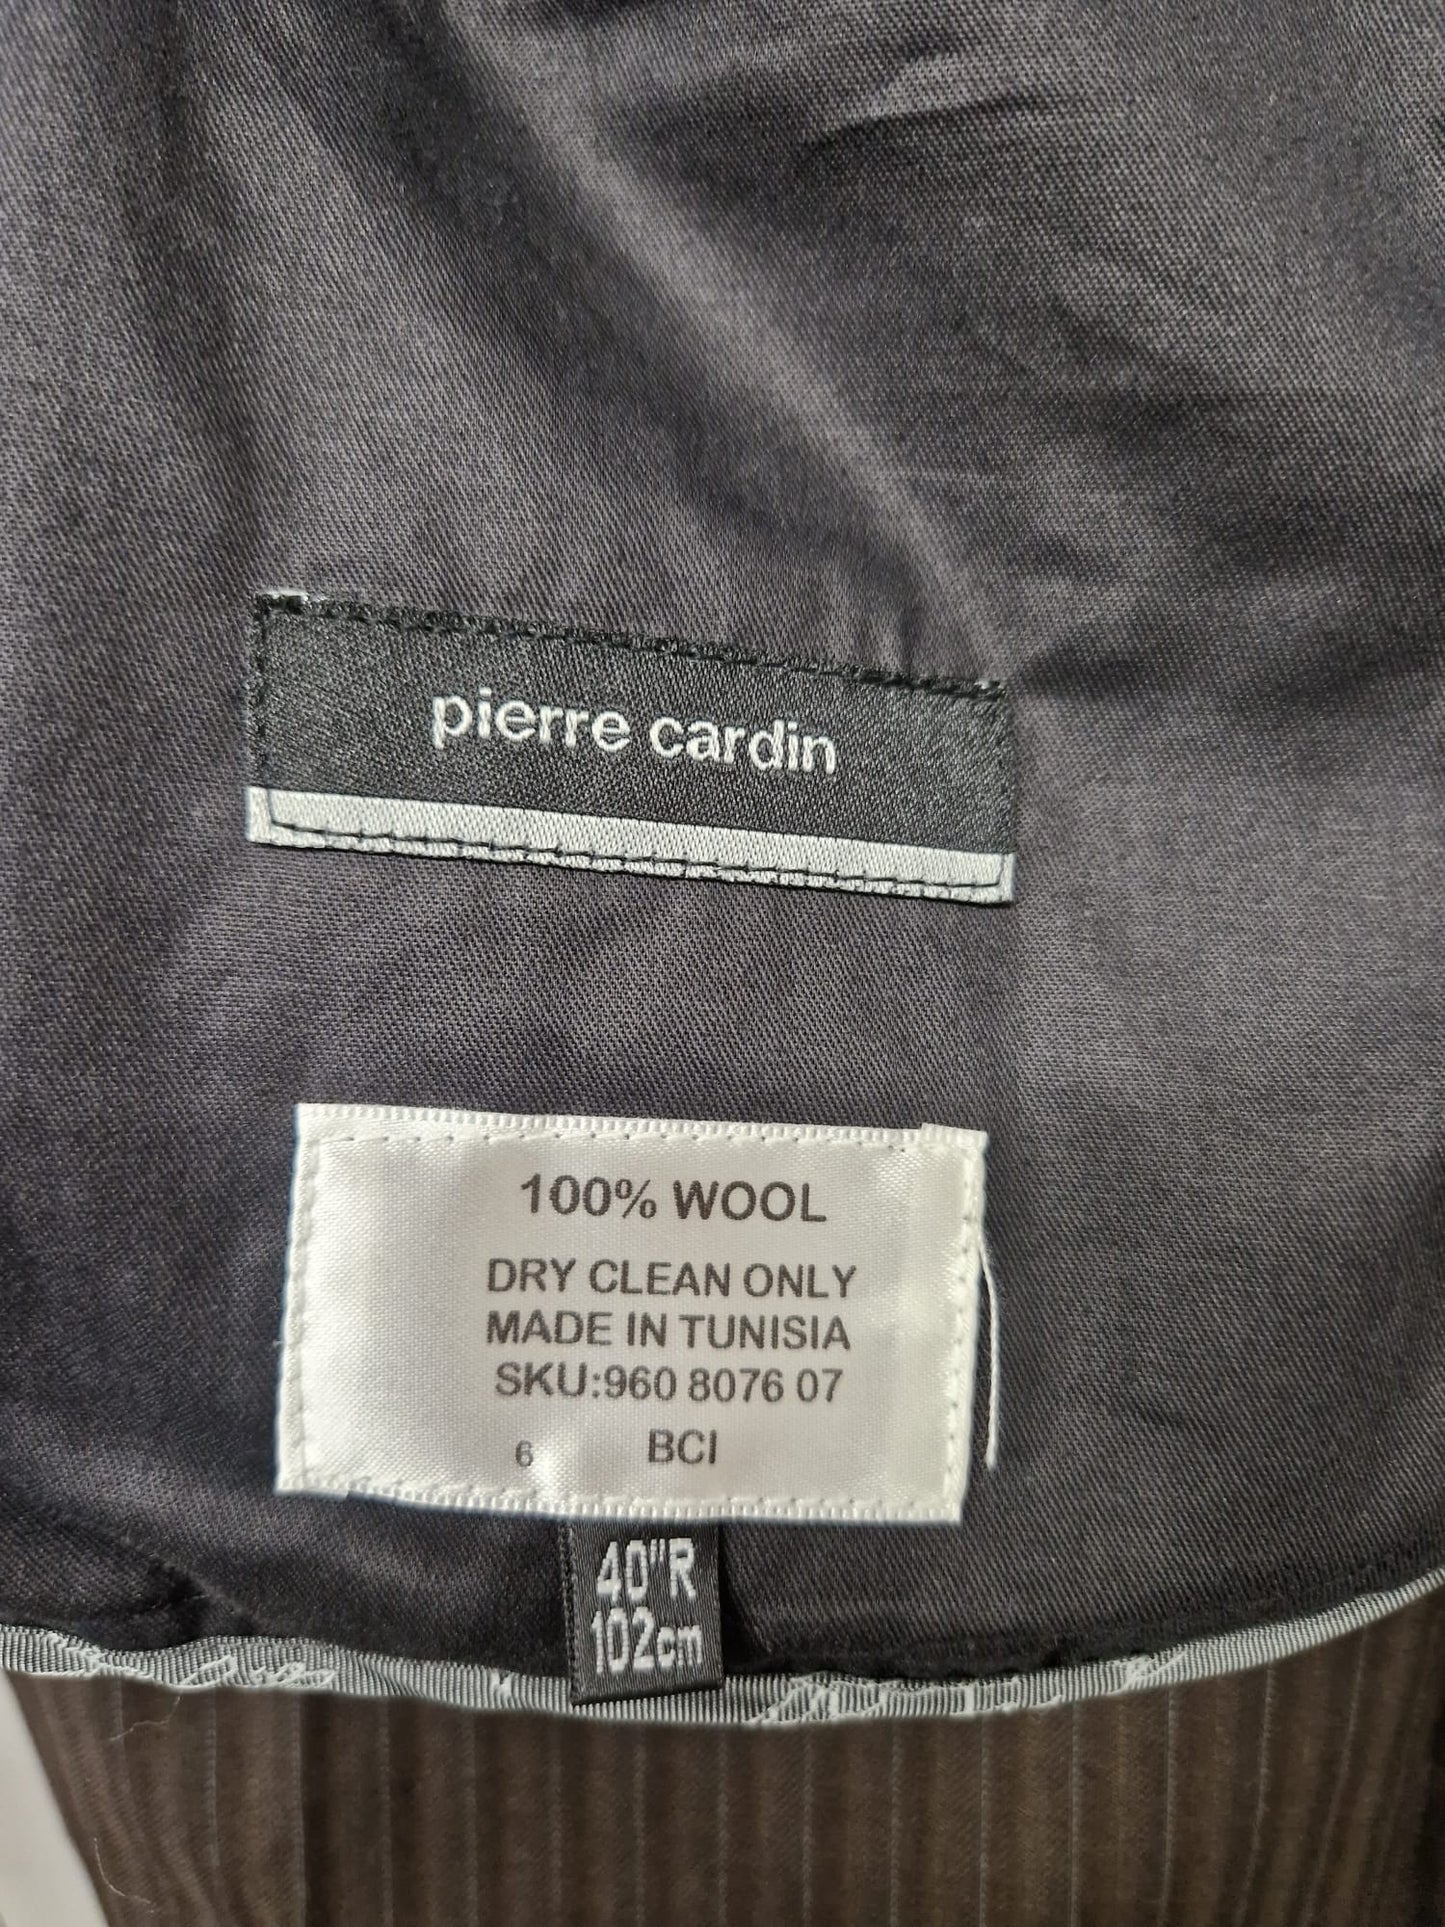 pierre cardin
100% WOOL
DRY CLEAN ONLY
MADE IN TUNISIA
SKU:960 8076 07
6 BCI
40"R
102cm